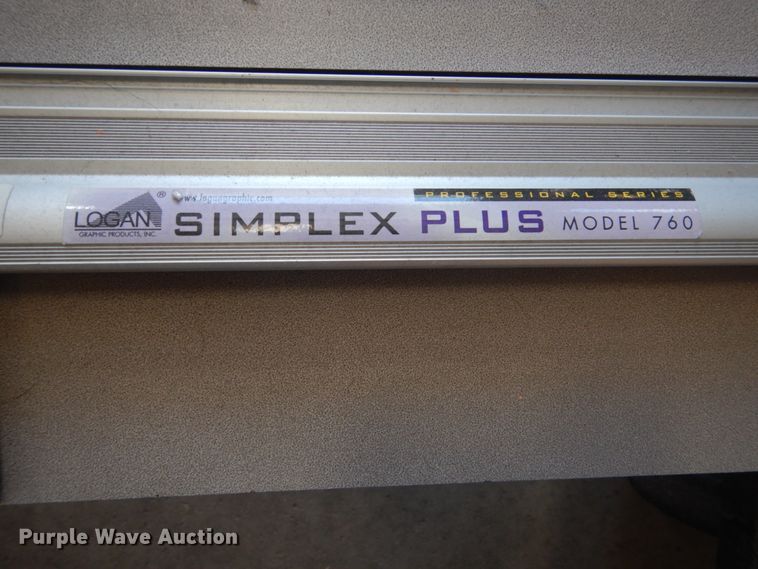 LOGAN ®
GRAPHIC PRODUCTS, INC.
www.logangraphic.com
PROFESSIONAL SERIES
SIMPLEX PLUS MODEL 760
Purple Wave Auction